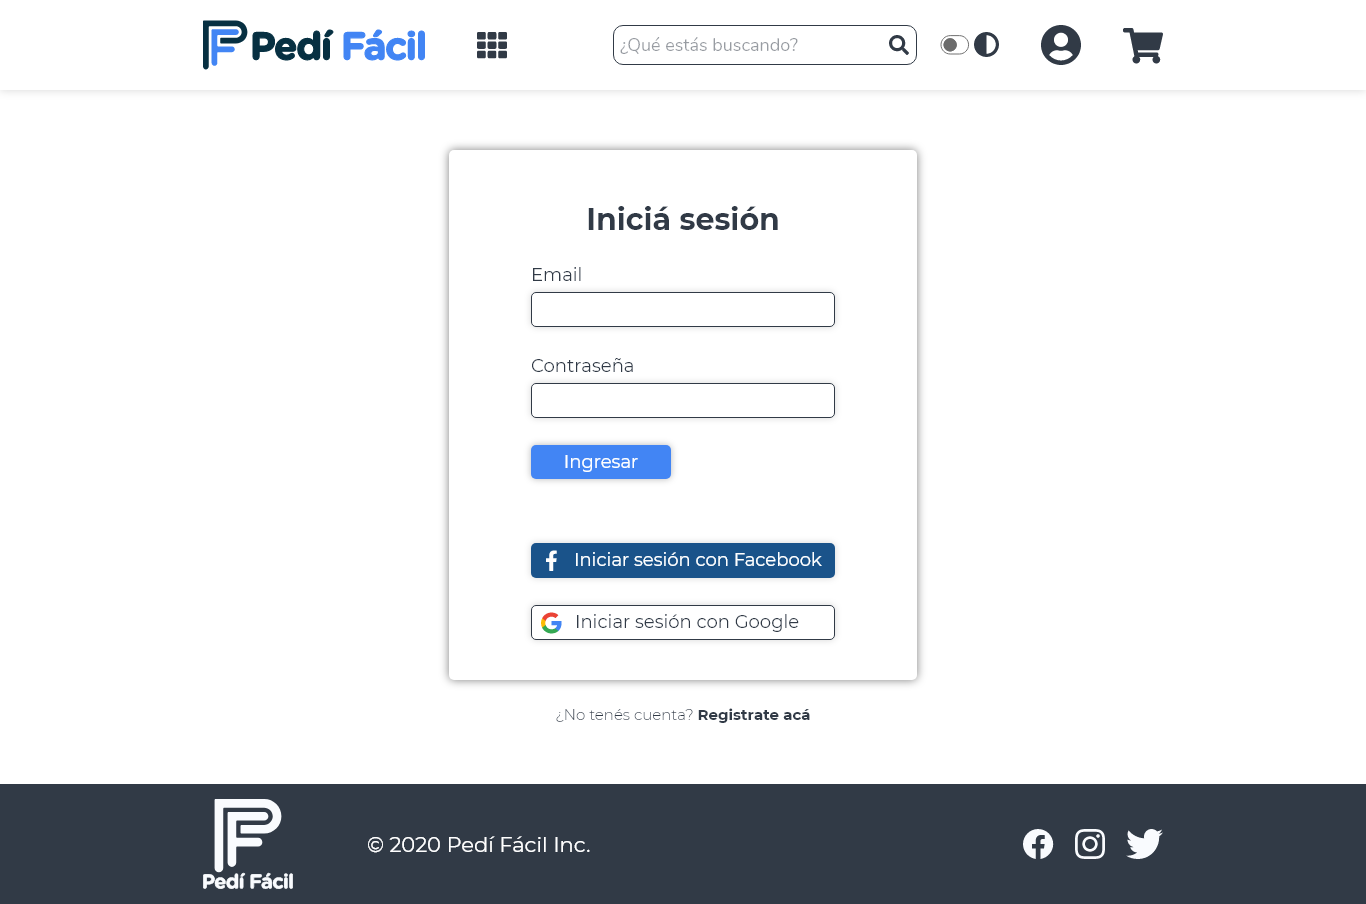 Pedí Fácil
¿Qué estás buscando?
Iniciá sesión
Email
Contraseña
Ingresar
Iniciar sesión con Facebook
Iniciar sesión con Google
¿No tenés cuenta? Registrate acá
Pedí Fácil
© 2020 Pedí Fácil Inc.